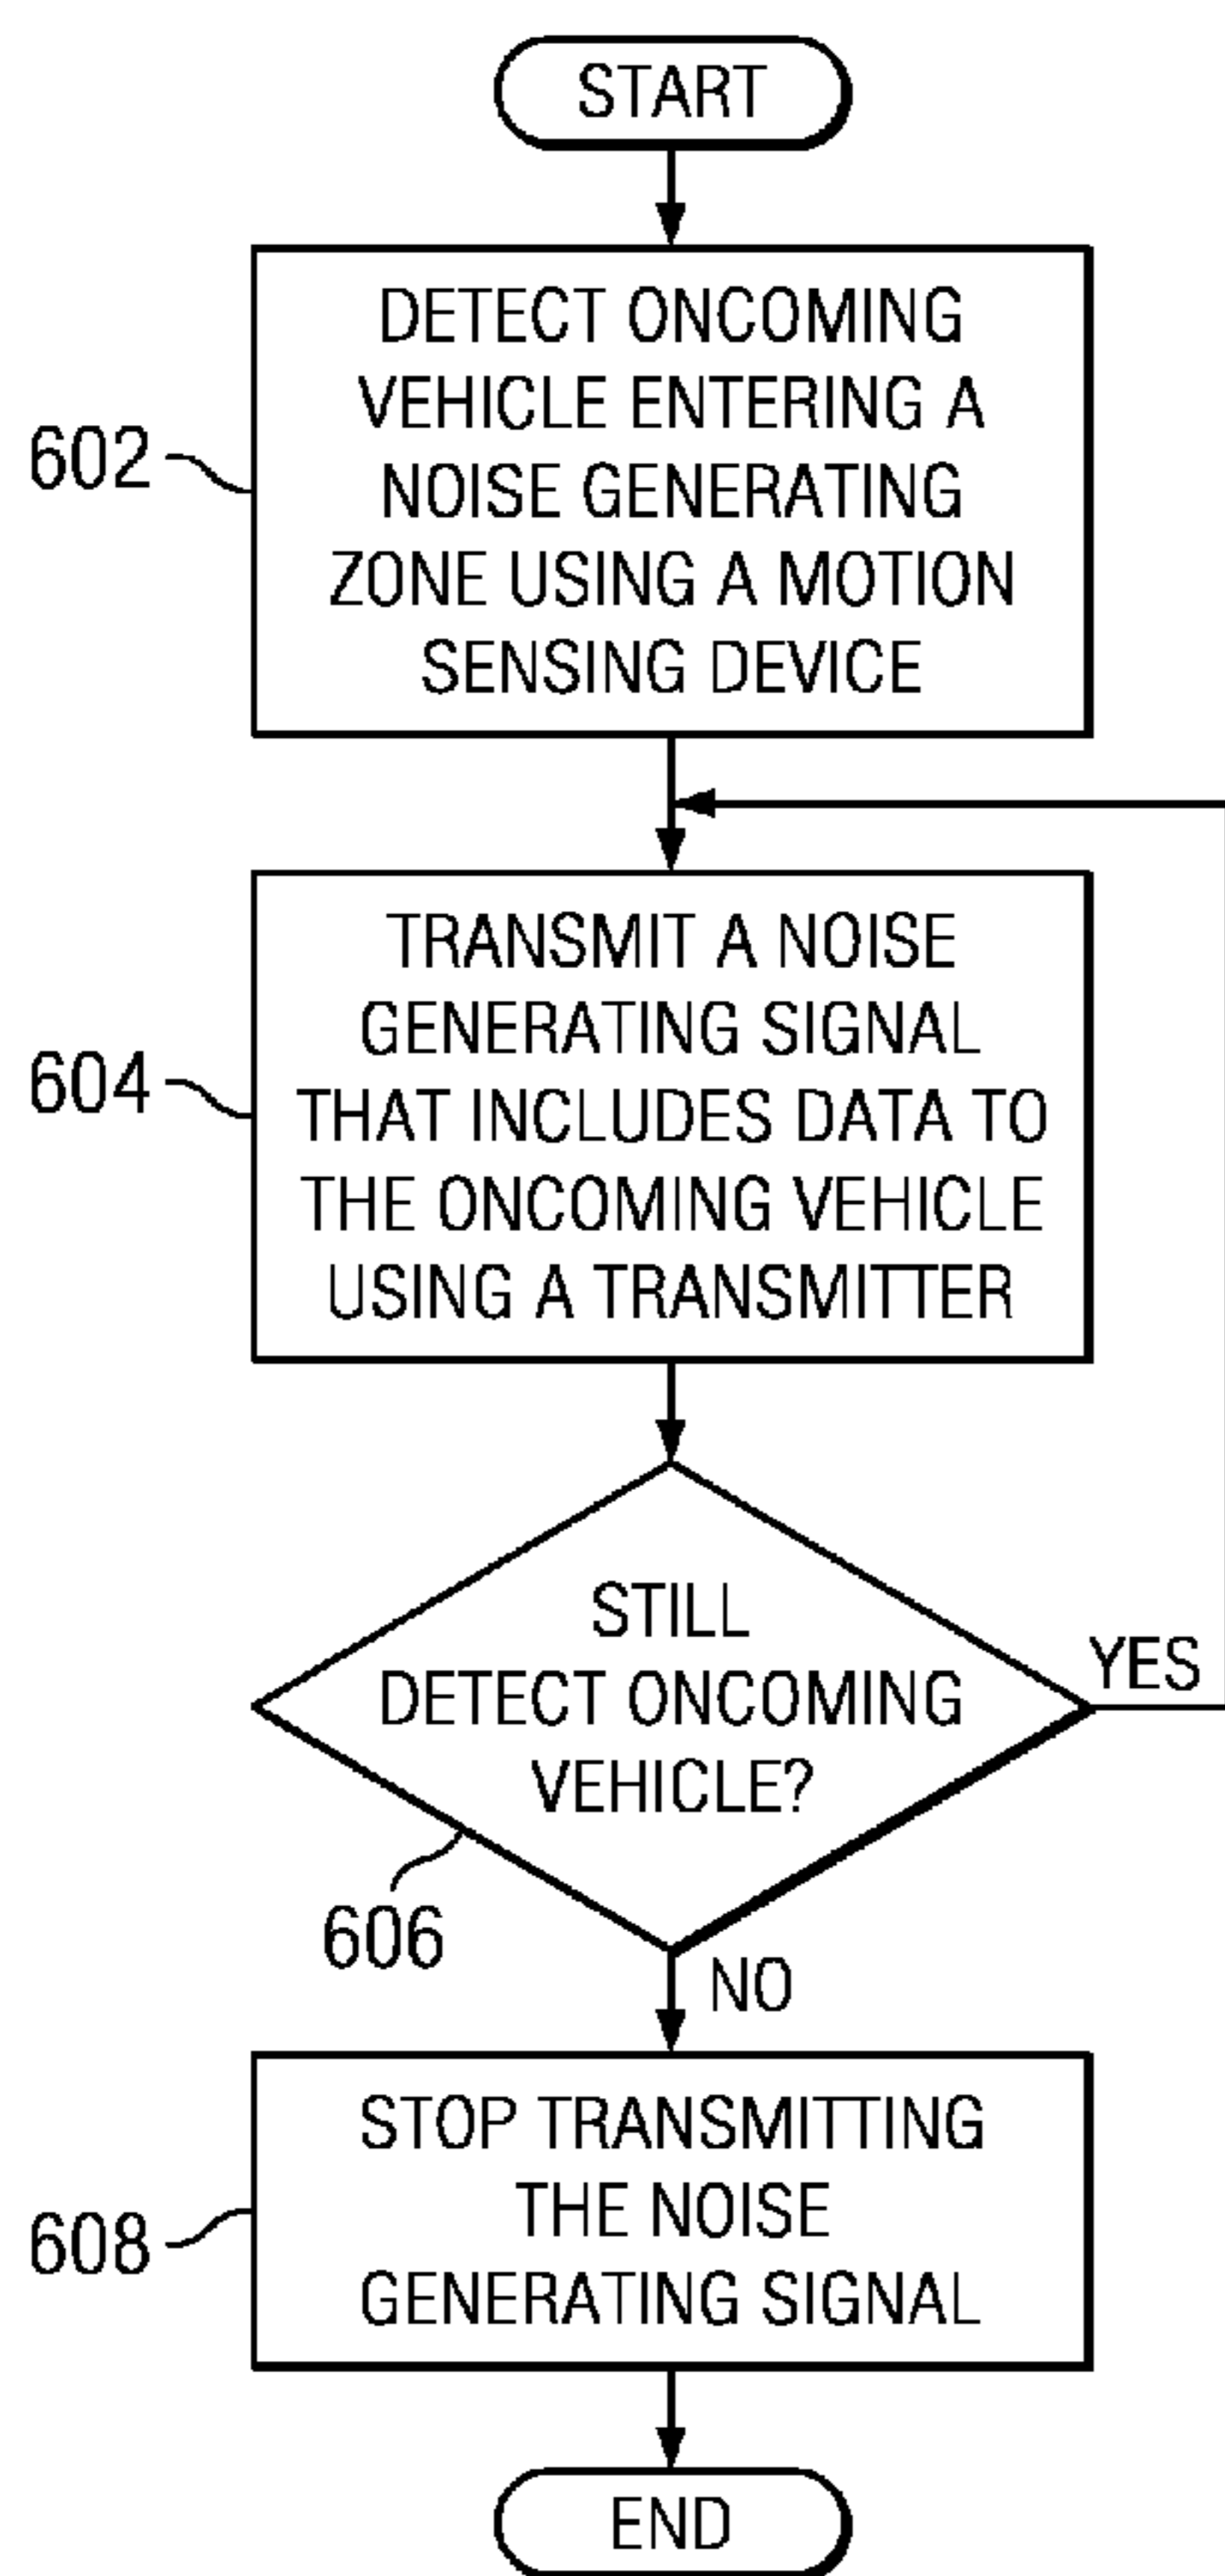 START
DETECT ONCOMING
VEHICLE ENTERING A
NOISE GENERATING
ZONE USING A MOTION
SENSING DEVICE
602
TRANSMIT A NOISE
GENERATING SIGNAL
THAT INCLUDES DATA TO
THE ONCOMING VEHICLE
USING A TRANSMITTER
604
STILL
DETECT ONCOMING
VEHICLE?
YES
606
NO
STOP TRANSMITTING
THE NOISE
GENERATING SIGNAL
608
END